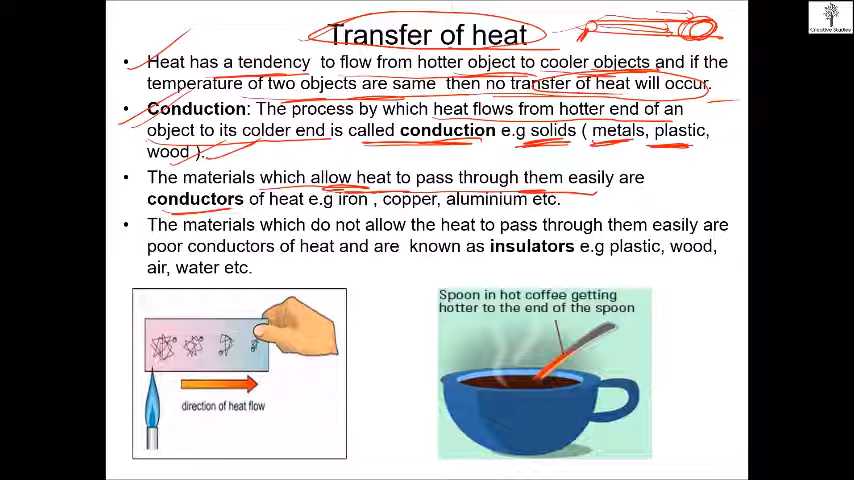 Transfer of heat
Creative Studies
• Heat has a tendency to flow from hotter object to cooler objects and if the
temperature of two objects are same then no transfer of heat will occur.
• Conduction: The process by which heat flows from hotter end of an
object to its colder end is called conduction e.g solids ( metals, plastic,
wood ).
• The materials which allow heat to pass through them easily are
conductors of heat e.g iron , copper, aluminium etc.
• The materials which do not allow the heat to pass through them easily are
poor conductors of heat and are known as insulators e.g plastic, wood,
air, water etc.
direction of heat flow
Spoon in hot coffee getting
hotter to the end of the spoon